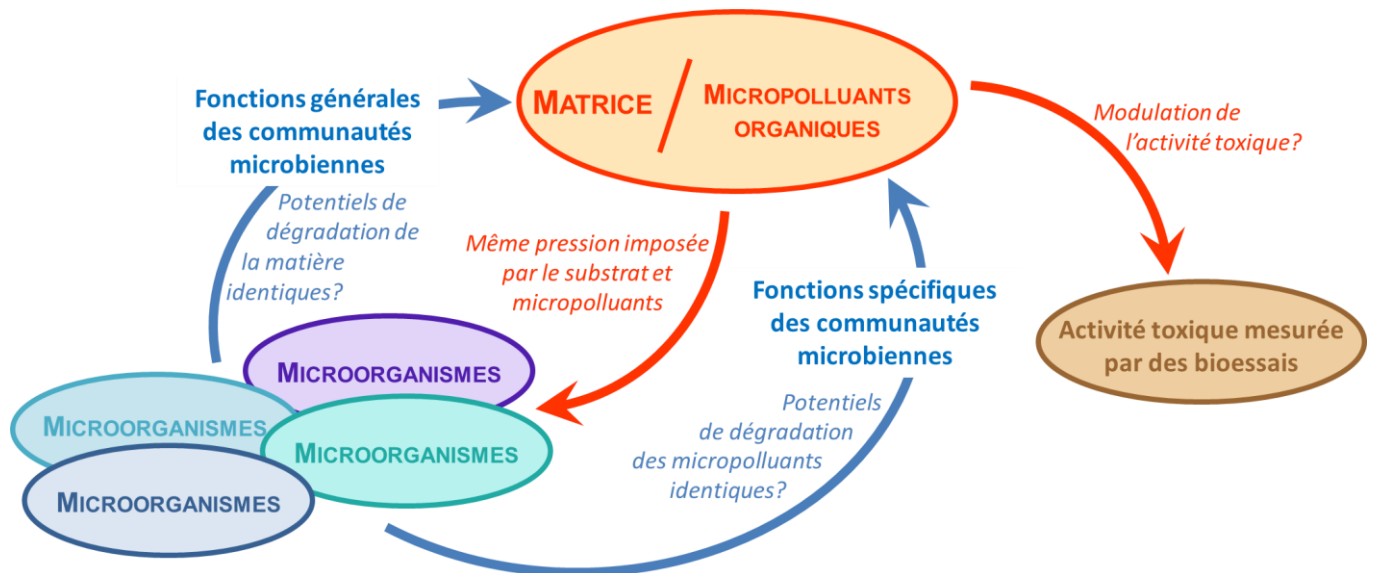 Fonctions générales
des communautés
microbiennes
Potentiels de
dégradation de
la matière
identiques?
MATRICE
MICROPOLLUANTS
ORGANIQUES
Modulation de
l'activité toxique?
Même pression imposée
par le substrat et
micropolluants
Fonctions spécifiques
des communautés
microbiennes
Potentiels
de dégradation
des micropolluants
identiques?
Activité toxique mesurée
par des bioessais
MICROORGANISMES
MICROORGANISMES
MICROORGANISMES
MICROORGANISMES